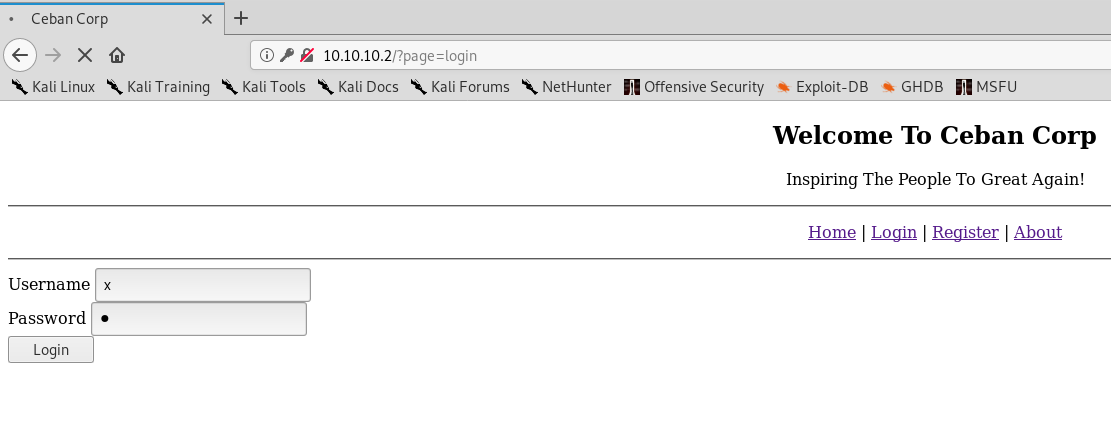 Ceban Corp
10.10.10.2/?page=login
Kali Linux Kali Training Kali Tools Kali Docs Kali Forums NetHunter Offensive Security Exploit-DB GHDB MSFU
Welcome To Ceban Corp
Inspiring The People To Great Again!
Home | Login | Register | About
Username x
Password ●
Login